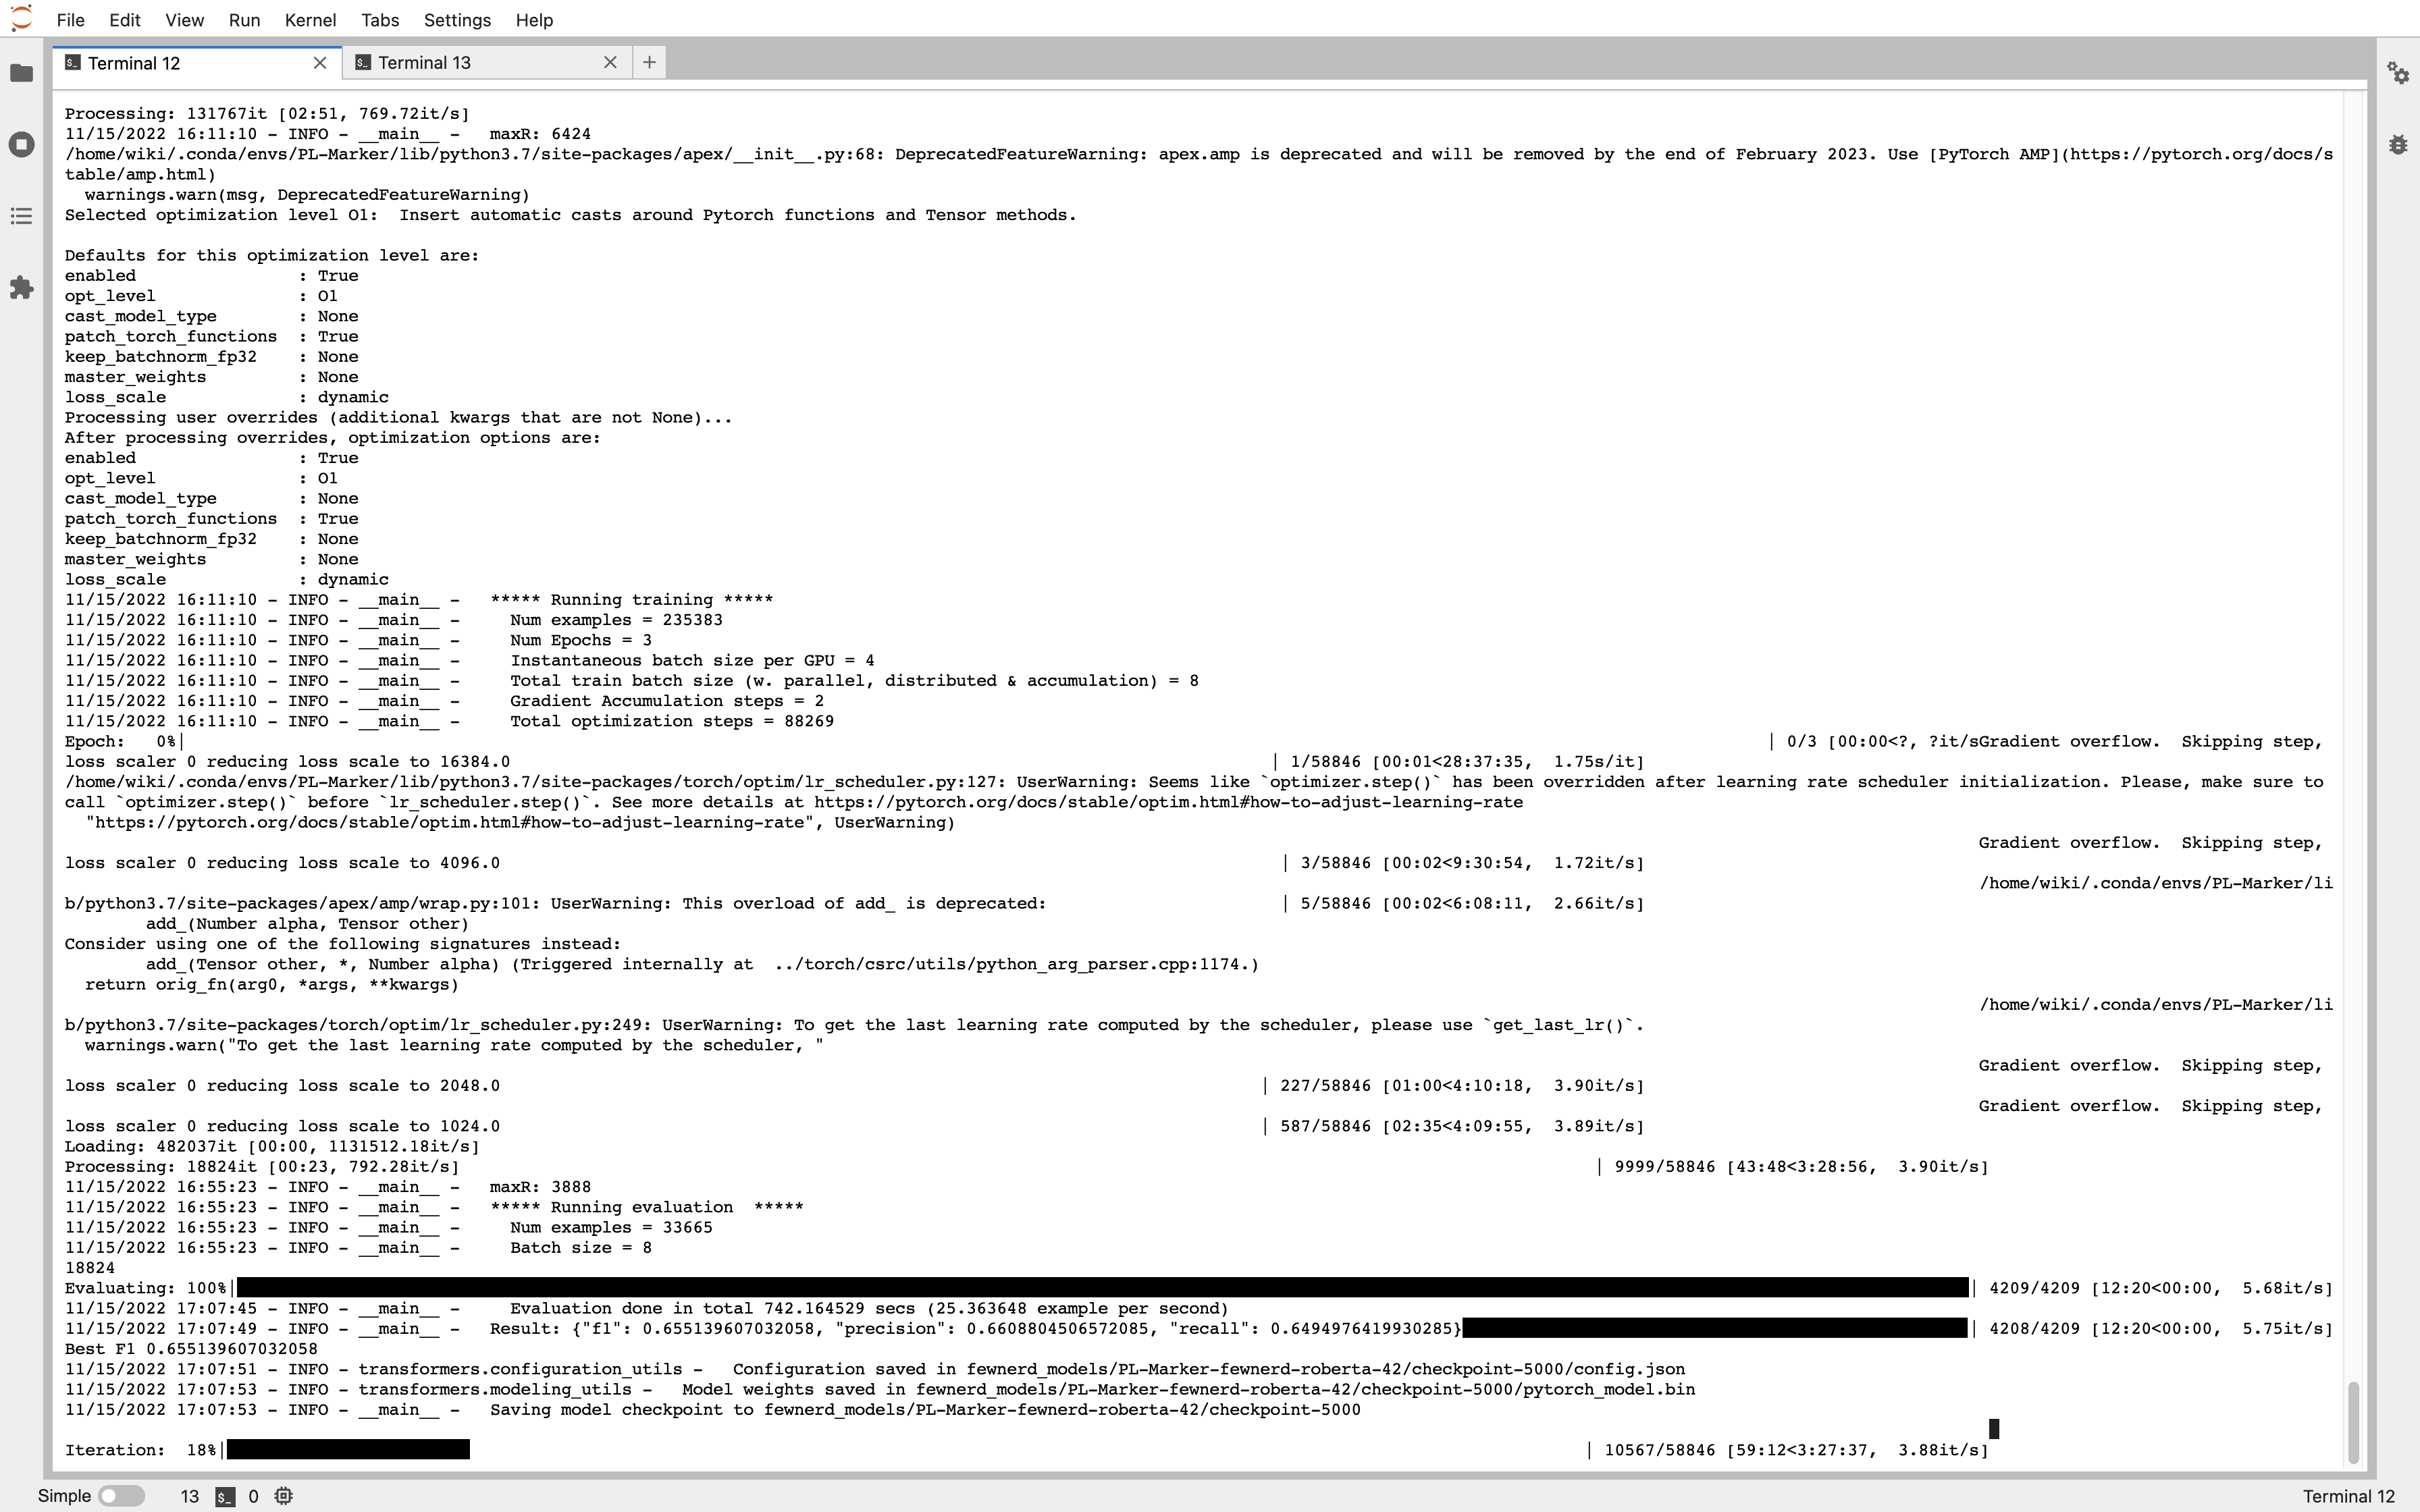 File Edit View Run Kernel Tabs Settings Help
Terminal 12 Terminal 13
Processing: 131767it [02:51, 769.72it/s]
11/15/2022 16:11:10 - INFO - __main__ -   maxR: 6424
/home/wiki/.conda/envs/PL-Marker/lib/python3.7/site-packages/apex/__init__.py:68: DeprecatedFeatureWarning: apex.amp is deprecated and will be removed by the end of February 2023. Use [PyTorch AMP](https://pytorch.org/docs/s
table/amp.html)
  warnings.warn(msg, DeprecatedFeatureWarning)
Selected optimization level O1:  Insert automatic casts around Pytorch functions and Tensor methods.
Defaults for this optimization level are:
enabled                : True
opt_level              : O1
cast_model_type        : None
patch_torch_functions  : True
keep_batchnorm_fp32    : None
master_weights         : None
loss_scale             : dynamic
Processing user overrides (additional kwargs that are not None)...
After processing overrides, optimization options are:
enabled                : True
opt_level              : O1
cast_model_type        : None
patch_torch_functions  : True
keep_batchnorm_fp32    : None
master_weights         : None
loss_scale             : dynamic
11/15/2022 16:11:10 - INFO - __main__ -   ***** Running training *****
11/15/2022 16:11:10 - INFO - __main__ -     Num examples = 235383
11/15/2022 16:11:10 - INFO - __main__ -     Num Epochs = 3
11/15/2022 16:11:10 - INFO - __main__ -     Instantaneous batch size per GPU = 4
11/15/2022 16:11:10 - INFO - __main__ -     Total train batch size (w. parallel, distributed & accumulation) = 8
11/15/2022 16:11:10 - INFO - __main__ -     Gradient Accumulation steps = 2
11/15/2022 16:11:10 - INFO - __main__ -     Total optimization steps = 88269
Epoch:   0%| | 0/3 [00:00<?, ?it/sGradient overflow.  Skipping step,
loss scaler 0 reducing loss scale to 16384.0 | 1/58846 [00:01<28:37:35,  1.75s/it]
/home/wiki/.conda/envs/PL-Marker/lib/python3.7/site-packages/torch/optim/lr_scheduler.py:127: UserWarning: Seems like `optimizer.step()` has been overridden after learning rate scheduler initialization. Please, make sure to
call `optimizer.step()` before `lr_scheduler.step()`. See more details at https://pytorch.org/docs/stable/optim.html#how-to-adjust-learning-rate
  "https://pytorch.org/docs/stable/optim.html#how-to-adjust-learning-rate", UserWarning)
Gradient overflow.  Skipping step,
loss scaler 0 reducing loss scale to 4096.0 | 3/58846 [00:02<9:30:54,  1.72it/s]
/home/wiki/.conda/envs/PL-Marker/li
b/python3.7/site-packages/apex/amp/wrap.py:101: UserWarning: This overload of add_ is deprecated: | 5/58846 [00:02<6:08:11,  2.66it/s]
        add_(Number alpha, Tensor other)
Consider using one of the following signatures instead:
        add_(Tensor other, *, Number alpha) (Triggered internally at  ../torch/csrc/utils/python_arg_parser.cpp:1174.)
  return orig_fn(arg0, *args, **kwargs)
/home/wiki/.conda/envs/PL-Marker/li
b/python3.7/site-packages/torch/optim/lr_scheduler.py:249: UserWarning: To get the last learning rate computed by the scheduler, please use `get_last_lr()`.
  warnings.warn("To get the last learning rate computed by the scheduler, "
Gradient overflow.  Skipping step,
loss scaler 0 reducing loss scale to 2048.0 | 227/58846 [01:00<4:10:18,  3.90it/s]
Gradient overflow.  Skipping step,
loss scaler 0 reducing loss scale to 1024.0 | 587/58846 [02:35<4:09:55,  3.89it/s]
Loading: 482037it [00:00, 1131512.18it/s]
Processing: 18824it [00:23, 792.28it/s] | 9999/58846 [43:48<3:28:56,  3.90it/s]
11/15/2022 16:55:23 - INFO - __main__ -   maxR: 3888
11/15/2022 16:55:23 - INFO - __main__ -   ***** Running evaluation  *****
11/15/2022 16:55:23 - INFO - __main__ -     Num examples = 33665
11/15/2022 16:55:23 - INFO - __main__ -     Batch size = 8
18824
Evaluating: 100%| | 4209/4209 [12:20<00:00,  5.68it/s]
11/15/2022 17:07:45 - INFO - __main__ -     Evaluation done in total 742.164529 secs (25.363648 example per second)
11/15/2022 17:07:49 - INFO - __main__ -   Result: {"f1": 0.655139607032058, "precision": 0.6608804506572085, "recall": 0.6494976419930285} | 4208/4209 [12:20<00:00,  5.75it/s]
Best F1 0.655139607032058
11/15/2022 17:07:51 - INFO - transformers.configuration_utils -   Configuration saved in fewnerd_models/PL-Marker-fewnerd-roberta-42/checkpoint-5000/config.json
11/15/2022 17:07:53 - INFO - transformers.modeling_utils -   Model weights saved in fewnerd_models/PL-Marker-fewnerd-roberta-42/checkpoint-5000/pytorch_model.bin
11/15/2022 17:07:53 - INFO - __main__ -   Saving model checkpoint to fewnerd_models/PL-Marker-fewnerd-roberta-42/checkpoint-5000
Iteration:  18%| | 10567/58846 [59:12<3:27:37,  3.88it/s]
Simple 13 0 Terminal 12